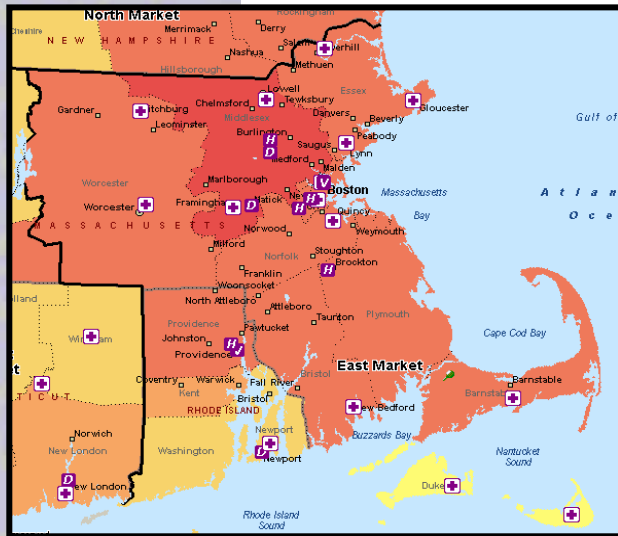 North Market
Rockingham
Merrimack
Derry
Cheshire
NEW HAMPSHIRE
Salem
Haverhill
Nashua
Methuen
Hillsborough
Lowell
Essex
Chelmsford
Tewksbury
Gloucester
Gardner
Fitchburg
Middlesex
Danvers
Beverly
Gulf of
Leominster
Burlington
Peabody
Saugus
H
D
Lynn
Medford
Malden
Worcester
Marlborough
V
Boston
Massachusetts
Bay
Atlan
Oce
Worcester
Framingham
D
Natick
H
H
Quincy
MASSACHUSETTS
Norwood
Weymouth
Milford
Stoughton
Norfolk
H
Brockton
Franklin
Woonsocket
North Attleboro
Attleboro
Plymouth
Providence
Taunton
Cape Cod Bay
Johnston
Pawtucket
H
V
Providence
East Market
Coventry
Warwick
Fall River
Bristol
Barnstable
Kent
Bristol
Barnstable
RHODE ISLAND
New Bedford
Norwich
Newport
Buzzards Bay
New London
Washington
D
Newport
Nantucket
Sound
D
New London
Duke
Rhode Island
Sound